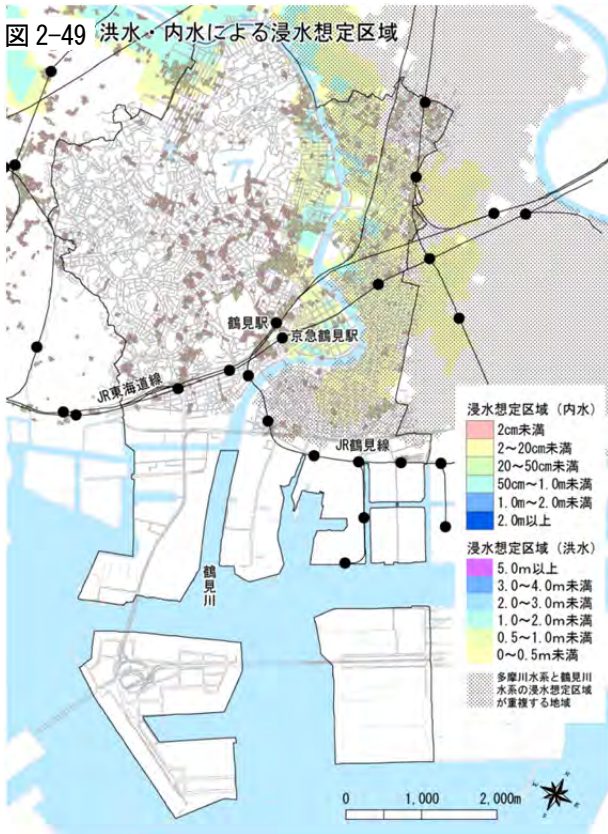 図 2-49 洪水・内水による浸水想定区域
鶴見駅
京急鶴見駅
JR東海道線
JR鶴見線
鶴見川
浸水想定区域（内水）
2cm未満
2～20cm未満
20～50cm未満
50cm～1.0m未満
1.0m～2.0m未満
2.0m以上
浸水想定区域（洪水）
5.0m以上
3.0～4.0m未満
2.0～3.0m未満
1.0～2.0m未満
0.5～1.0m未満
0～0.5m未満
多摩川水系と鶴見川
水系の浸水想定区域
が重複する地域
0 1,000 2,000m